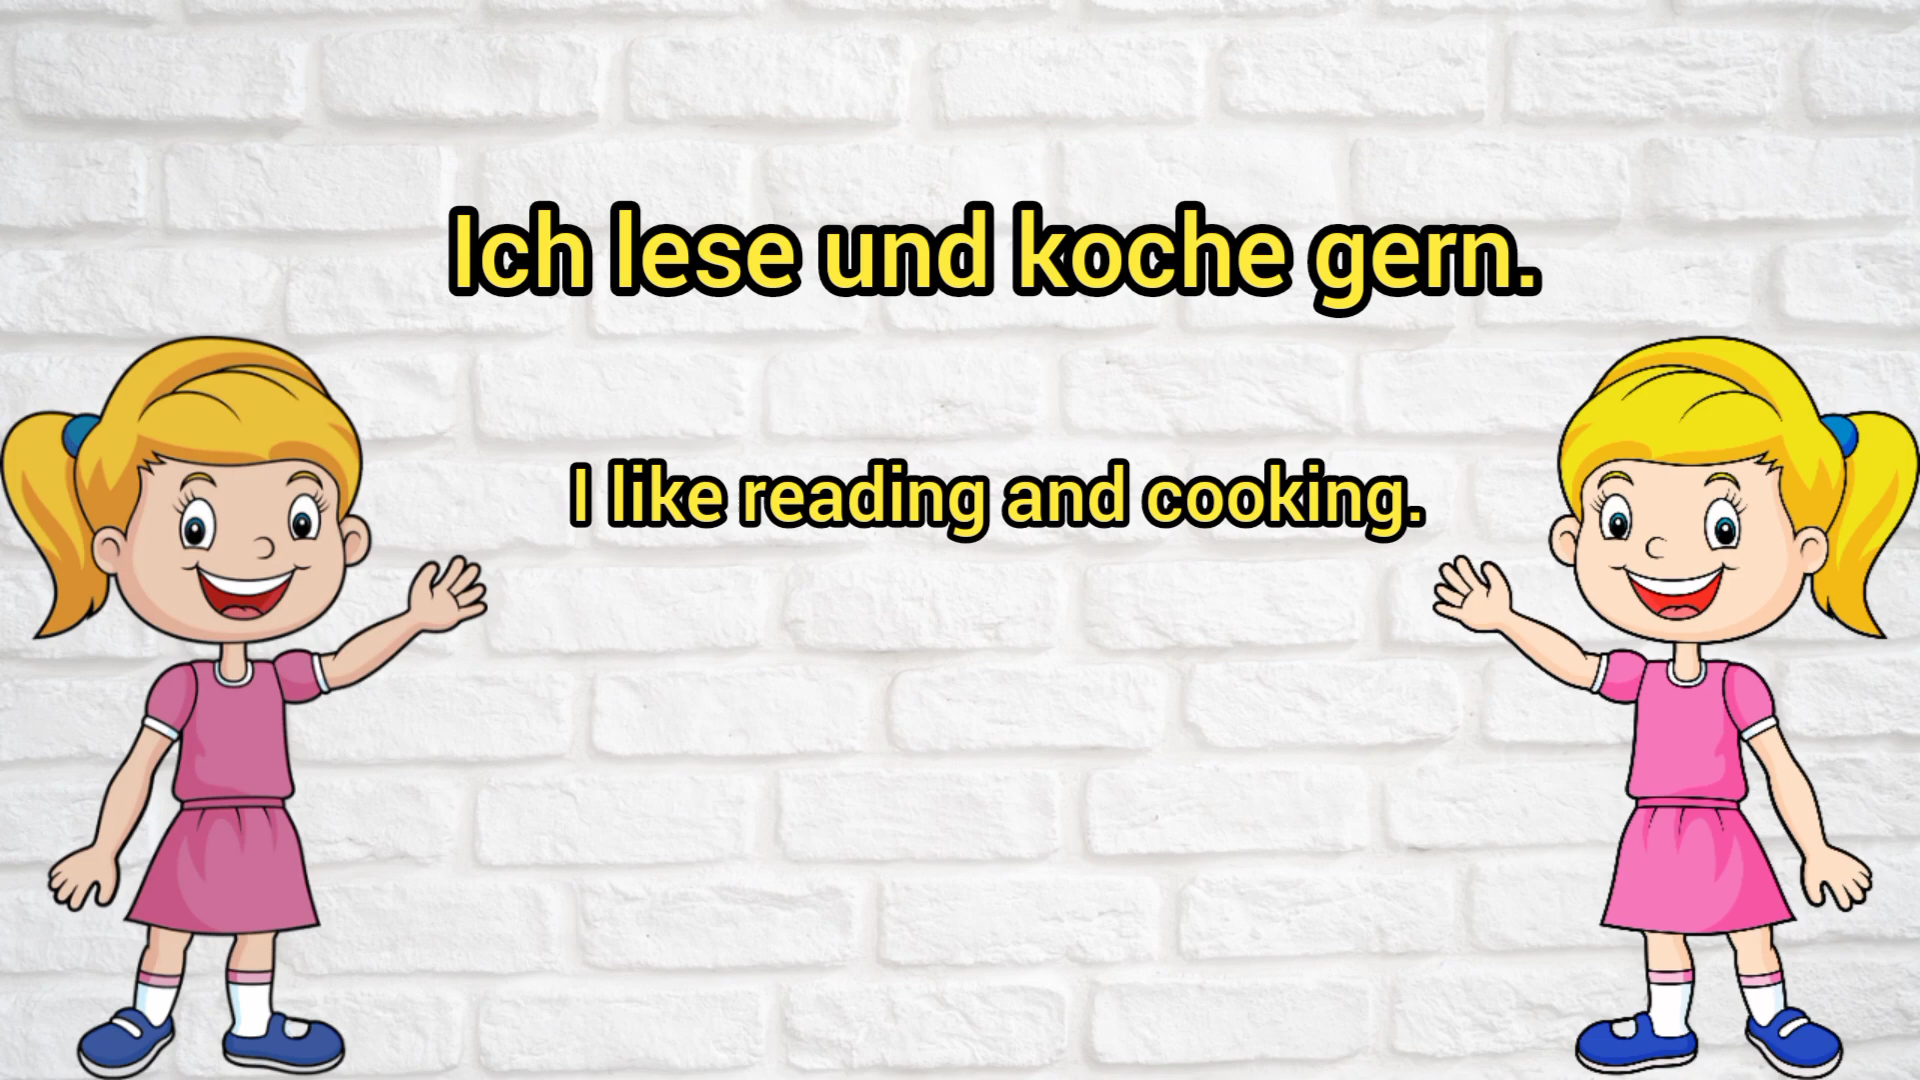 Ich lese und koche gern.
I like reading and cooking.